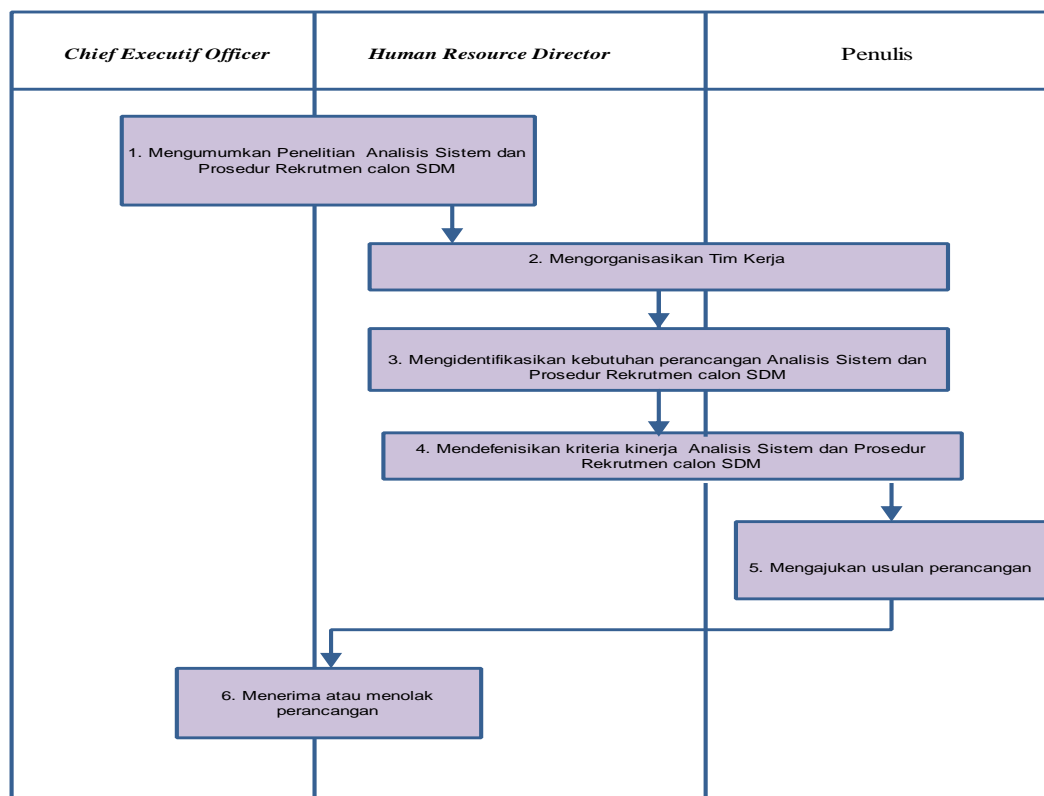 Chief Executif Officer
Human Resource Director
Penulis
1. Mengumumkan Penelitian Analisis Sistem dan
Prosedur Rekrutmen calon SDM
2. Mengorganisasikan Tim Kerja
3. Mengidentifikasikan kebutuhan perancangan Analisis Sistem dan
Prosedur Rekrutmen calon SDM
4. Mendefenisikan kriteria kinerja Analisis Sistem dan Prosedur
Rekrutmen calon SDM
5. Mengajukan usulan perancangan
6. Menerima atau menolak
perancangan